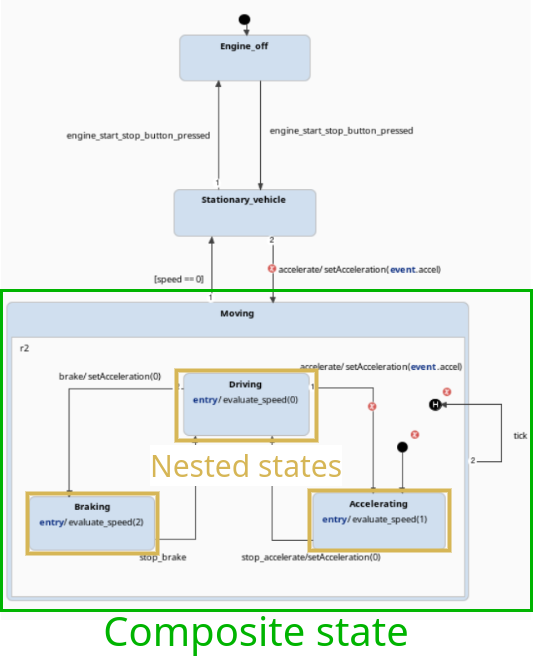 Engine_off
engine_start_stop_button_pressed
engine_start_stop_button_pressed
1
Stationary_vehicle
2
accelerate/ setAcceleration(event.accel)
[speed == 0]
1
Moving
r2
accelerate/ setAcceleration(event.accel)
brake/ setAcceleration(0)
Driving
2
1
entry/ evaluate_speed(0)
H
tick
2
Nested states
Braking
entry/ evaluate_speed(2)
Accelerating
entry/ evaluate_speed(1)
stop_brake
stop_accelerate/setAcceleration(0)
Composite state